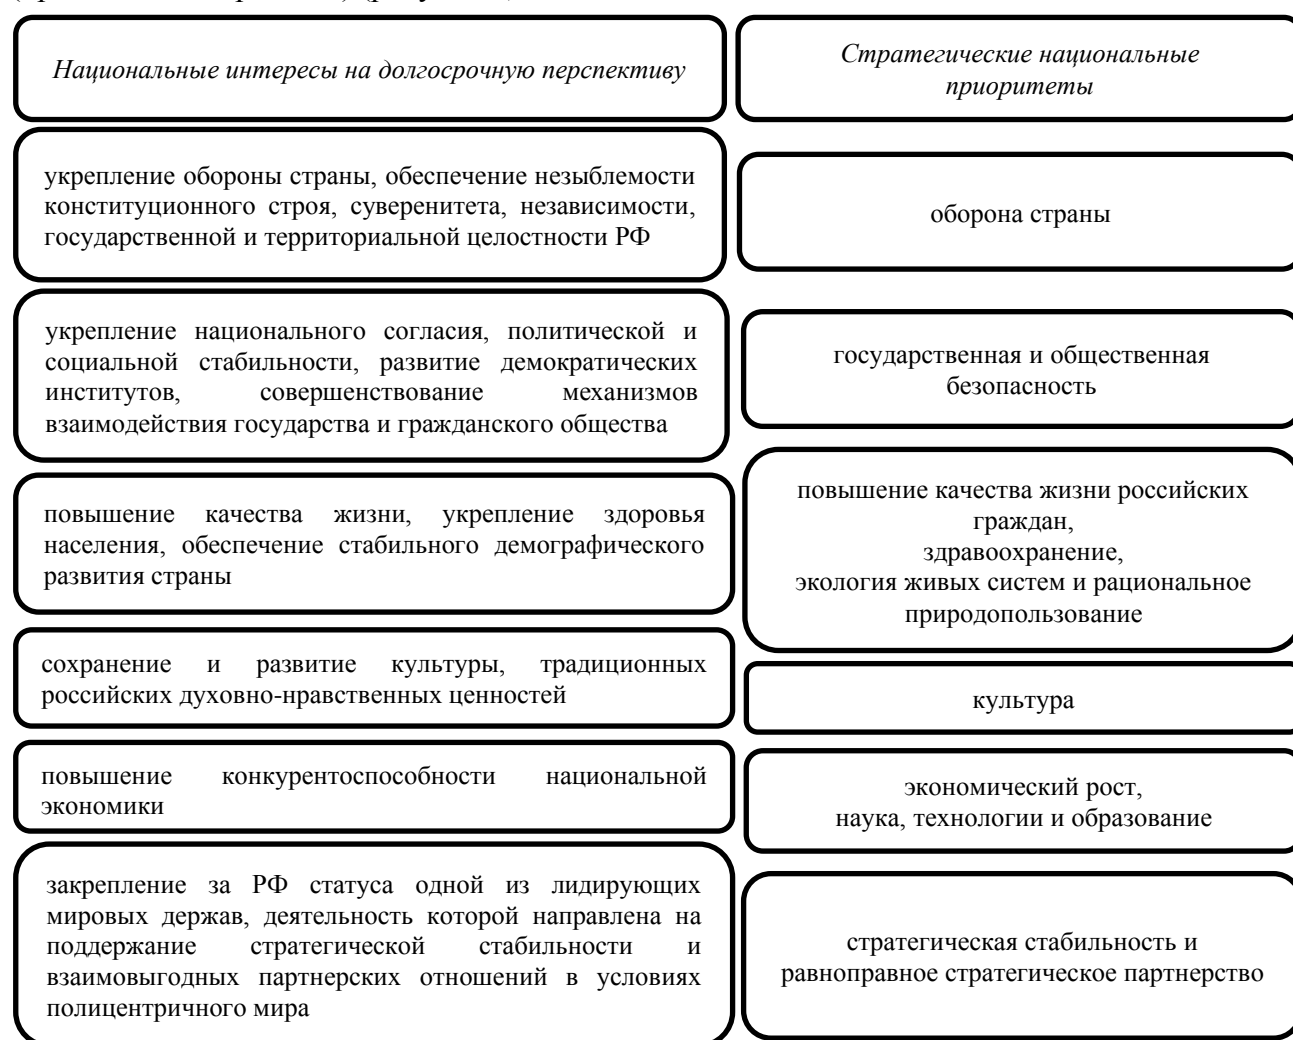 Национальные интересы на долгосрочную перспективу
Стратегические национальные
приоритеты
укрепление обороны страны, обеспечение незыблемости
конституционного строя, суверенитета, независимости,
государственной и территориальной целостности РФ
оборона страны
укрепление национального согласия, политической и
социальной стабильности, развитие демократических
институтов, совершенствование механизмов
взаимодействия государства и гражданского общества
государственная и общественная
безопасность
повышение качества жизни, укрепление здоровья
населения, обеспечение стабильного демографического
развития страны
повышение качества жизни российских
граждан,
здравоохранение,
экология живых систем и рациональное
природопользование
сохранение и развитие культуры, традиционных
российских духовно-нравственных ценностей
культура
повышение конкурентоспособности национальной
экономики
экономический рост,
наука, технологии и образование
закрепление за РФ статуса одной из лидирующих
мировых держав, деятельность которой направлена на
поддержание стратегической стабильности и
взаимовыгодных партнерских отношений в условиях
полицентричного мира
стратегическая стабильность и
равноправное стратегическое партнерство